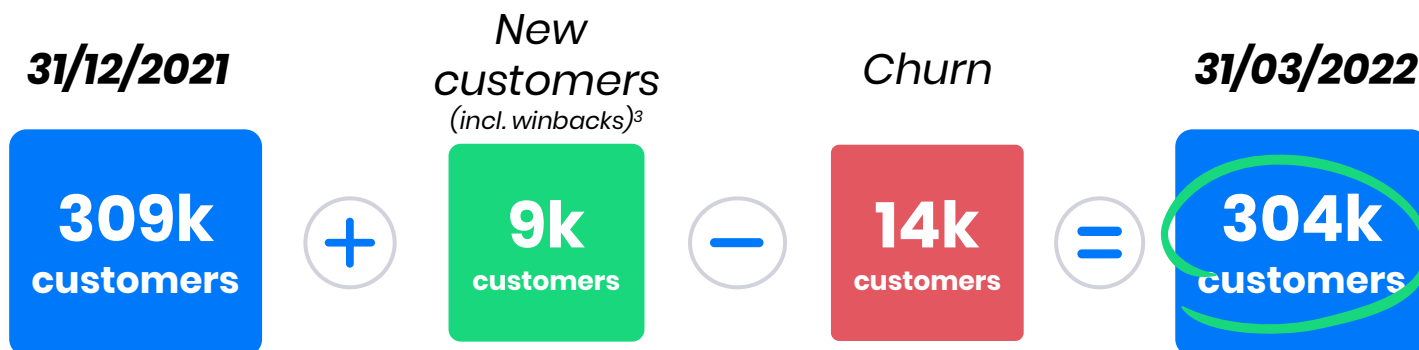 31/12/2021
New
customers
(incl. winbacks)³
Churn
31/03/2022
309k
customers
+
9k
customers
−
14k
customers
=
304k
customers